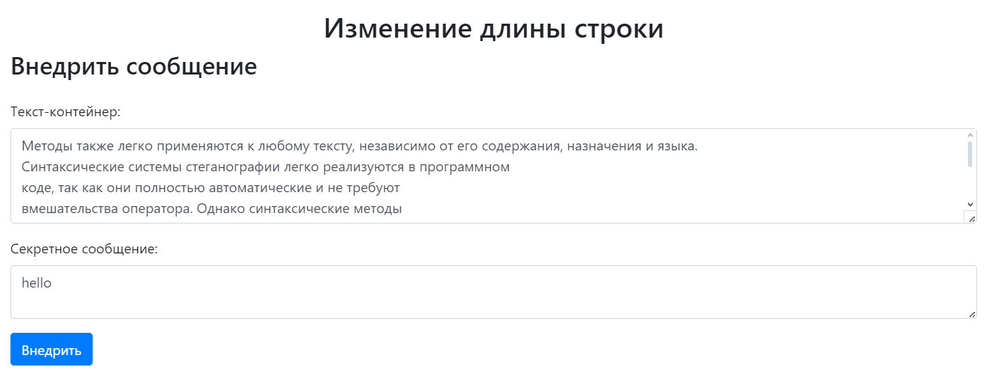 Изменение длины строки
Внедрить сообщение
Текст-контейнер:
Методы также легко применяются к любому тексту, независимо от его содержания, назначения и языка.
Синтаксические системы стеганографии легко реализуются в программном
коде, так как они полностью автоматические и не требуют
вмешательства оператора. Однако синтаксические методы
Секретное сообщение:
hello
Внедрить